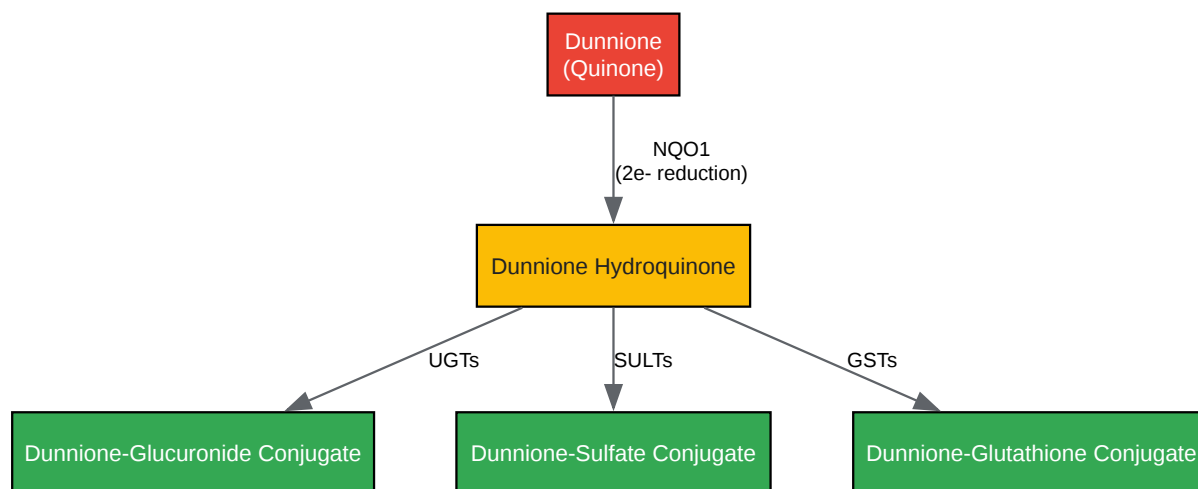 Dunnione
(Quinone)
NQO1
(2e- reduction)
Dunnione Hydroquinone
UGTs
SULTs
GSTs
Dunnione-Glucuronide Conjugate
Dunnione-Sulfate Conjugate
Dunnione-Glutathione Conjugate